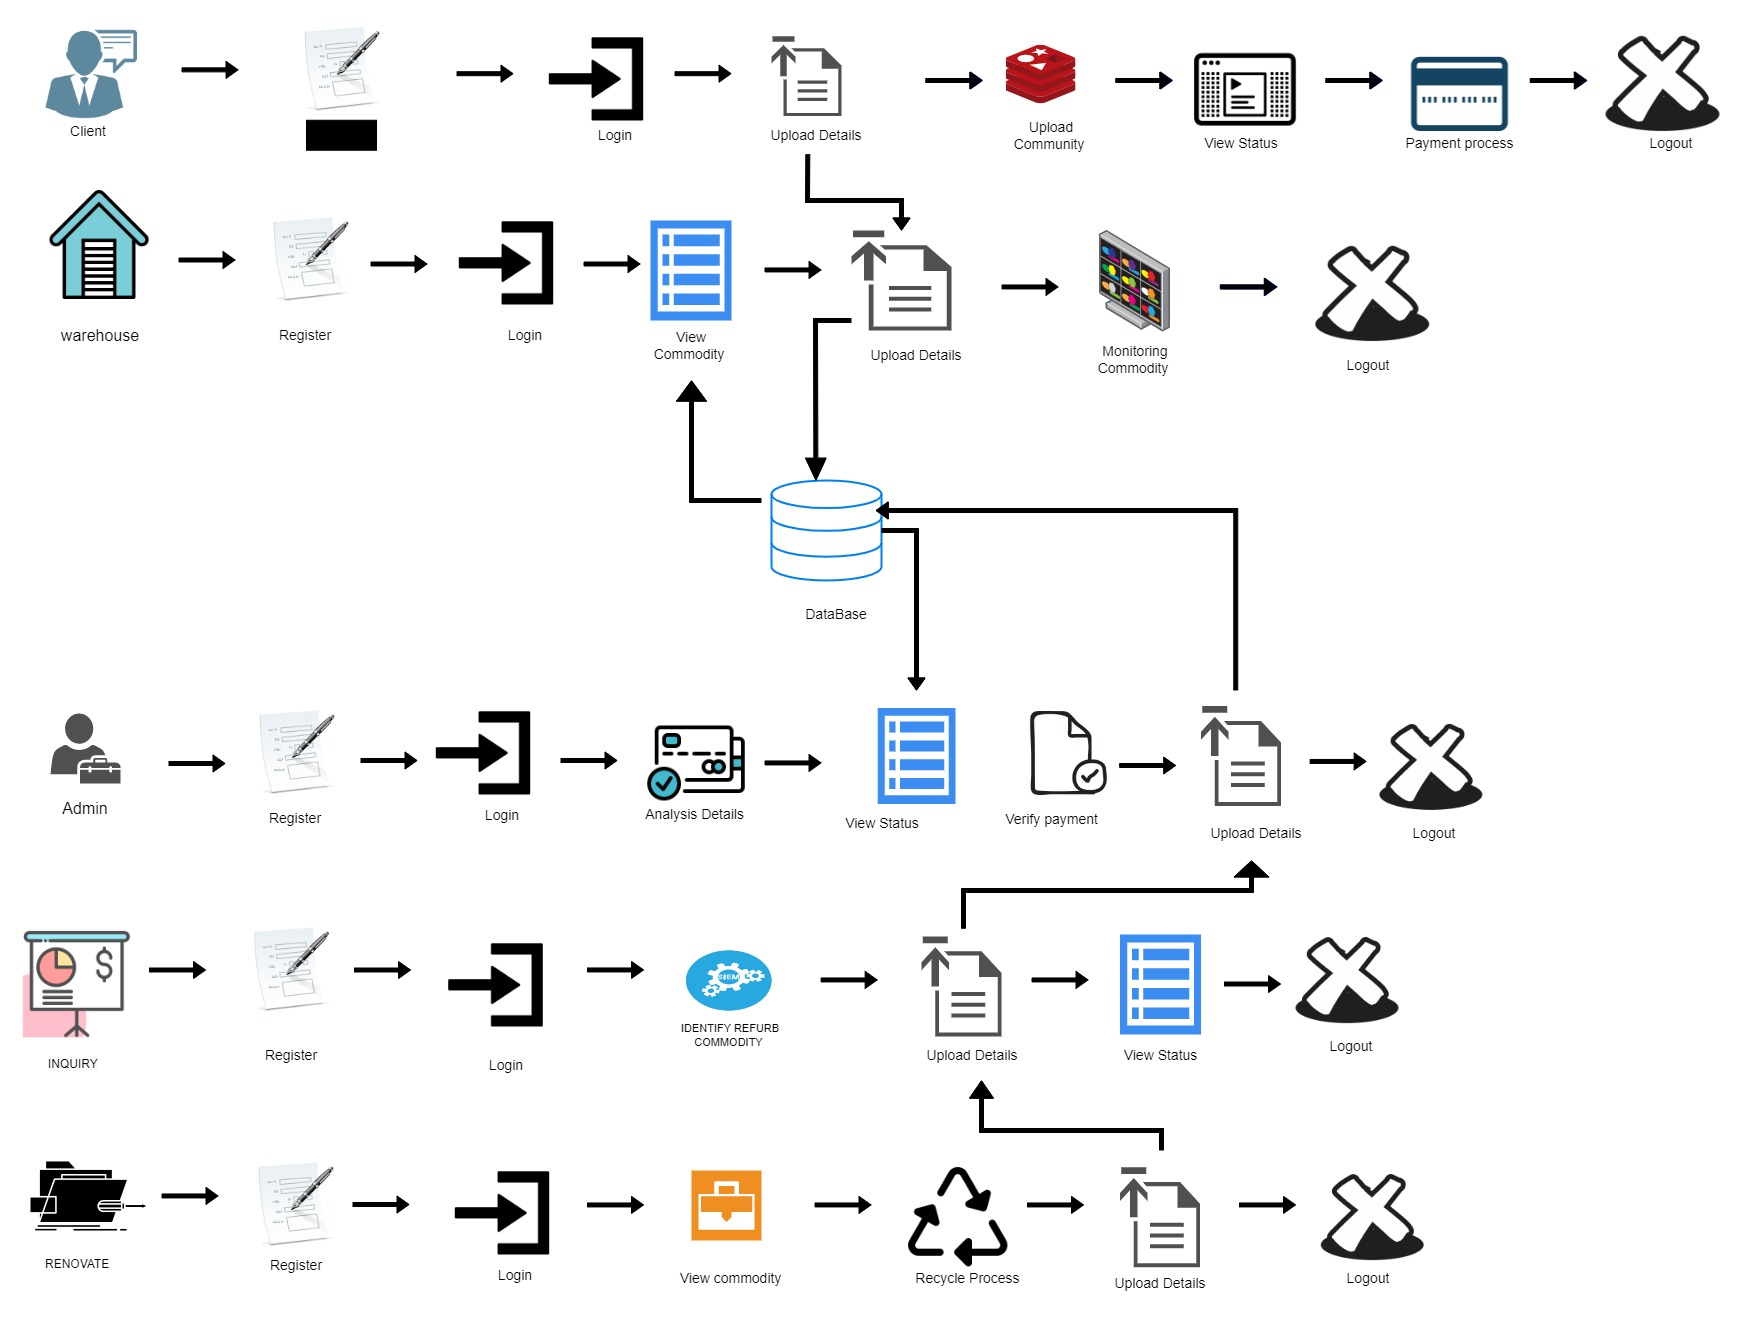 Client
Login
Upload Details
Upload
Community
View Status
Payment process
Logout
warehouse
Register
Login
View
Commodity
Upload Details
Monitoring
Commodity
Logout
DataBase
Admin
Register
Login
Analysis Details
View Status
Verify payment
Upload Details
Logout
INQUIRY
Register
Login
SIEM
IDENTIFY REFURB
COMMODITY
Upload Details
View Status
Logout
RENOVATE
Register
Login
View commodity
Recycle Process
Upload Details
Logout